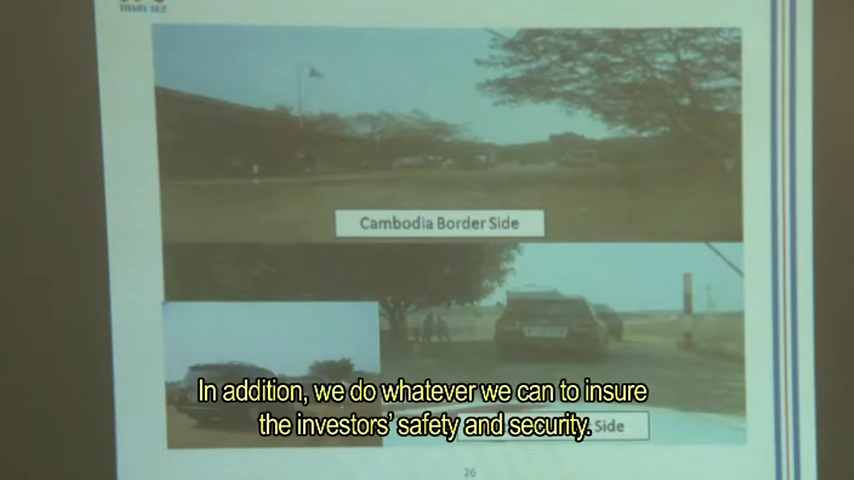 Cambodia Border Side
In addition, we do whatever we can to insure
the investors' safety and security.
Side
26